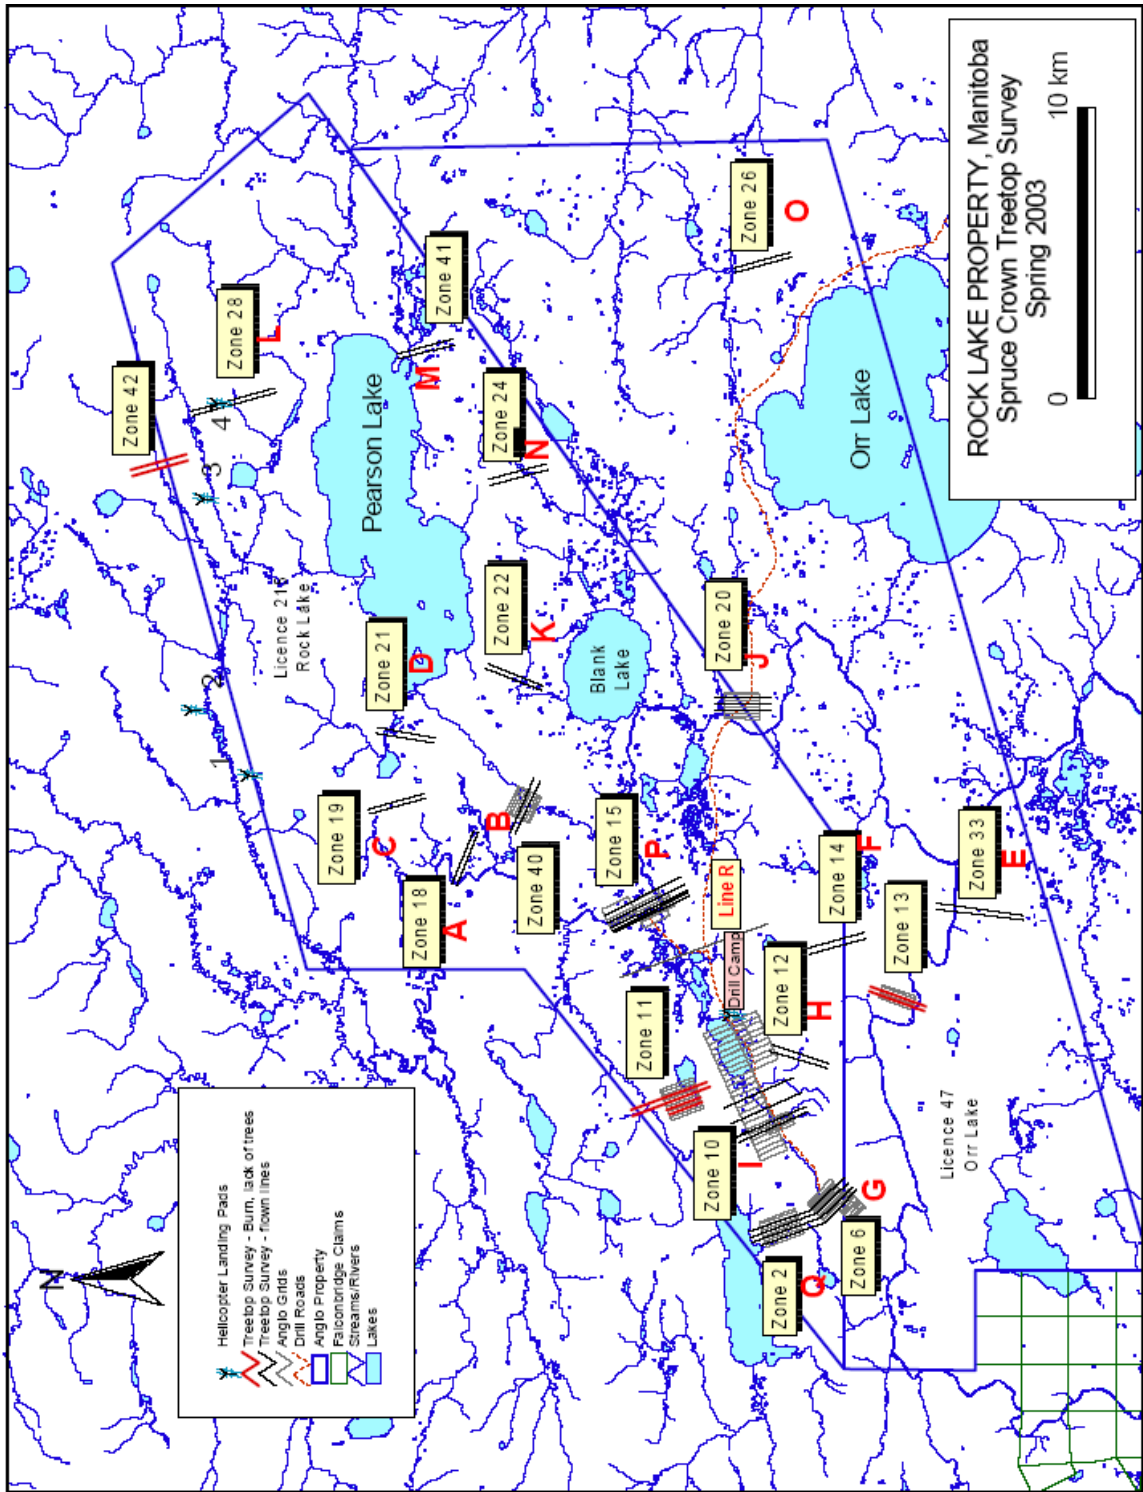 ROCK LAKE PROPERTY, Manitoba
Spruce Crown Treetop Survey
Spring 2003
0
10 km
N
Helicopter Landing Pads
Treetop Survey - Burn, lack of trees
Treetop Survey - flown lines
Anglo Grids
Drill Roads
Anglo Property
Falconbridge Claims
Streams/Rivers
Lakes
Zone 42
Zone 28
L
4
3
2
1
Licence 216
Rock Lake
Pearson Lake
Zone 41
M
Zone 24
N
Zone 22
K
Zone 21
D
Zone 19
C
Zone 18
A
B
Zone 40
Blank
Lake
Zone 15
P
Zone 26
O
Orr Lake
Zone 20
J
Line R
Drill Camp
Zone 11
Zone 12
H
Zone 14
F
Zone 13
Zone 33
E
Zone 10
I
G
Zone 6
Zone 2
Q
Licence 47
Orr Lake